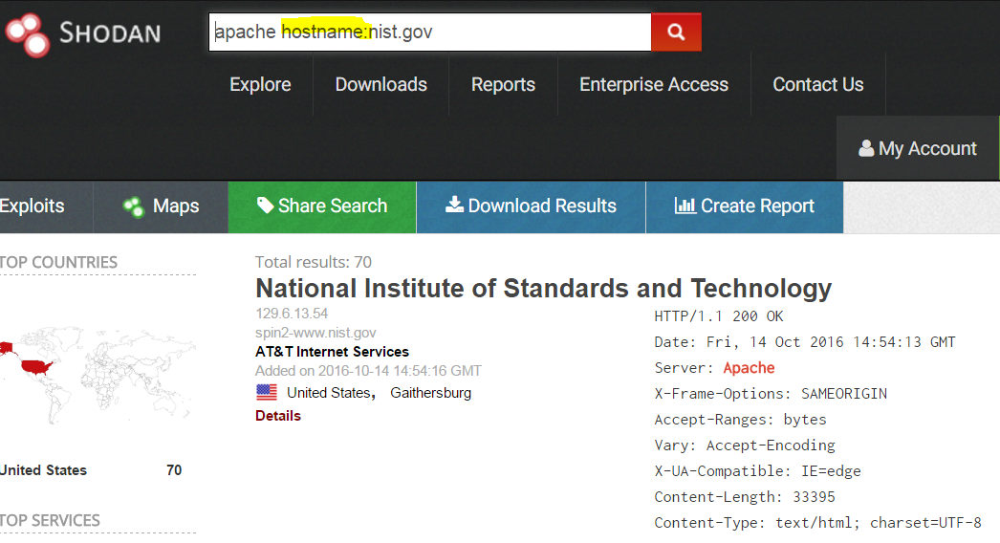 SHODAN
apache hostname:nist.gov
Explore
Downloads
Reports
Enterprise Access
Contact Us
My Account
Exploits
Maps
Share Search
Download Results
Create Report
TOP COUNTRIES
United States 70
TOP SERVICES
Total results: 70
National Institute of Standards and Technology
129.6.13.54
spin2-www.nist.gov
AT&T Internet Services
Added on 2016-10-14 14:54:16 GMT
United States, Gaithersburg
Details
HTTP/1.1 200 OK
Date: Fri, 14 Oct 2016 14:54:13 GMT
Server: Apache
X-Frame-Options: SAMEORIGIN
Accept-Ranges: bytes
Vary: Accept-Encoding
X-UA-Compatible: IE=edge
Content-Length: 33395
Content-Type: text/html; charset=UTF-8